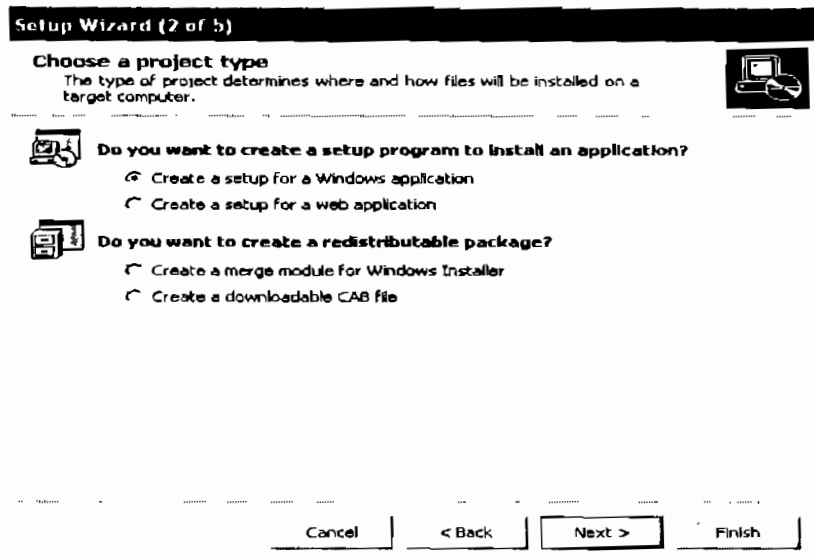 Setup Wizard (2 of 5)
Choose a project type
The type of project determines where and how files will be installed on a
target computer.
Do you want to create a setup program to install an application?
Create a setup for a Windows application
Create a setup for a web application
Do you want to create a redistributable package?
Create a merge module for Windows Installer
Create a downloadable CAB file
Cancel
< Back
Next >
Finish